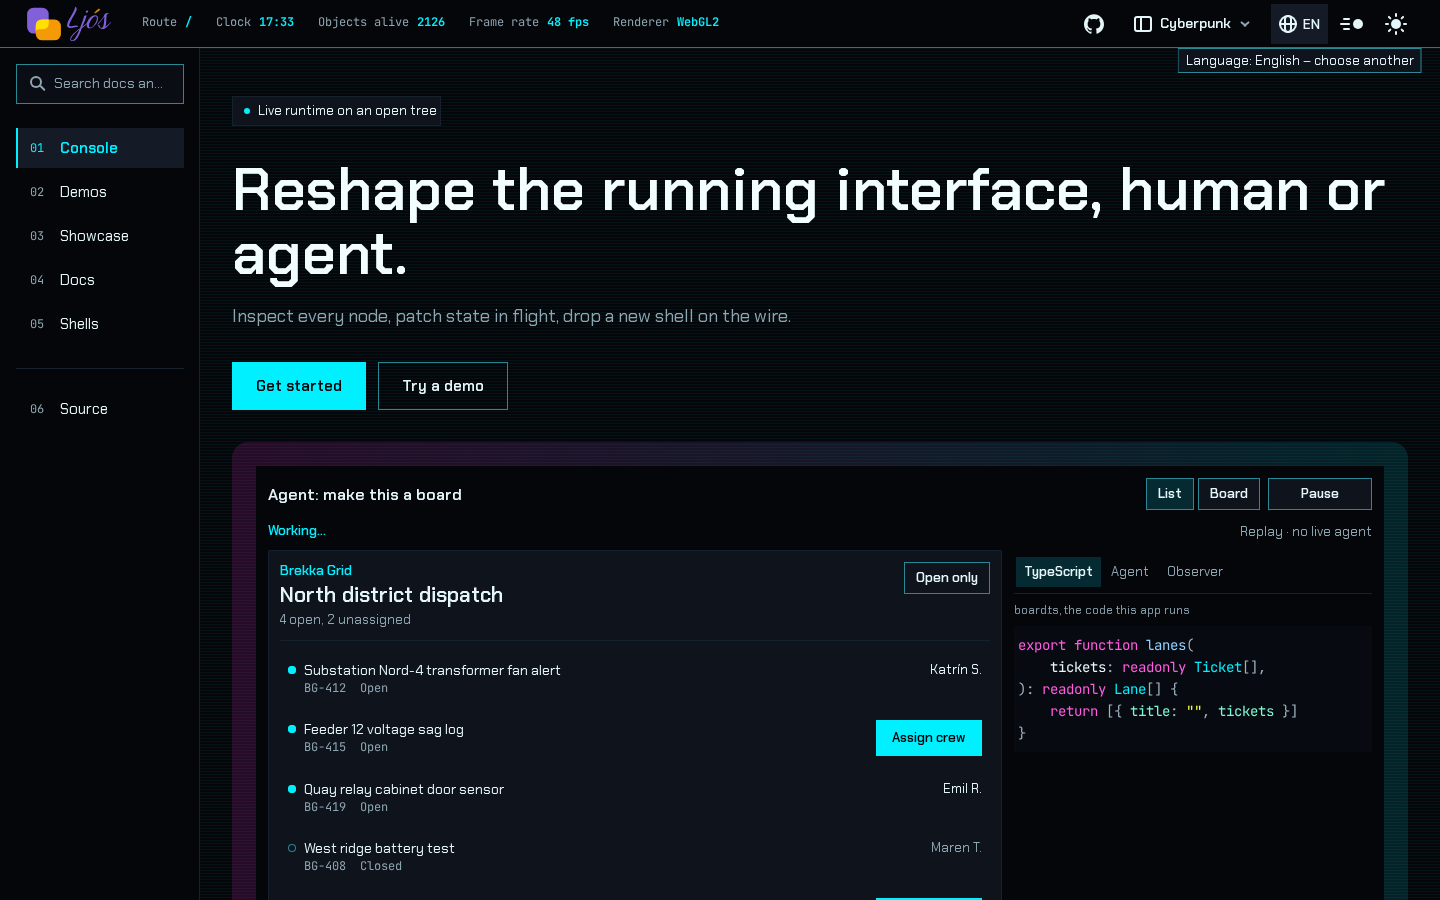 Ljós
Route /
Clock 17:33
Objects alive 2126
Frame rate 48 fps
Renderer WebGL2
Cyberpunk
EN
Language: English – choose another
Search docs an...
01 Console
02 Demos
03 Showcase
04 Docs
05 Shells
06 Source
Live runtime on an open tree
Reshape the running interface, human or
agent.
Inspect every node, patch state in flight, drop a new shell on the wire.
Get started
Try a demo
Agent: make this a board
List
Board
Pause
Working...
Replay · no live agent
Brekka Grid
North district dispatch
4 open, 2 unassigned
Open only
Substation Nord-4 transformer fan alert
BG-412 Open
Katrín S.
Feeder 12 voltage sag log
BG-415 Open
Assign crew
Quay relay cabinet door sensor
BG-419 Open
Emil R.
West ridge battery test
BG-408 Closed
Maren T.
TypeScript
Agent
Observer
board.ts, the code this app runs
export function lanes(
    tickets: readonly Ticket[],
): readonly Lane[] {
    return [{ title: "", tickets }]
}